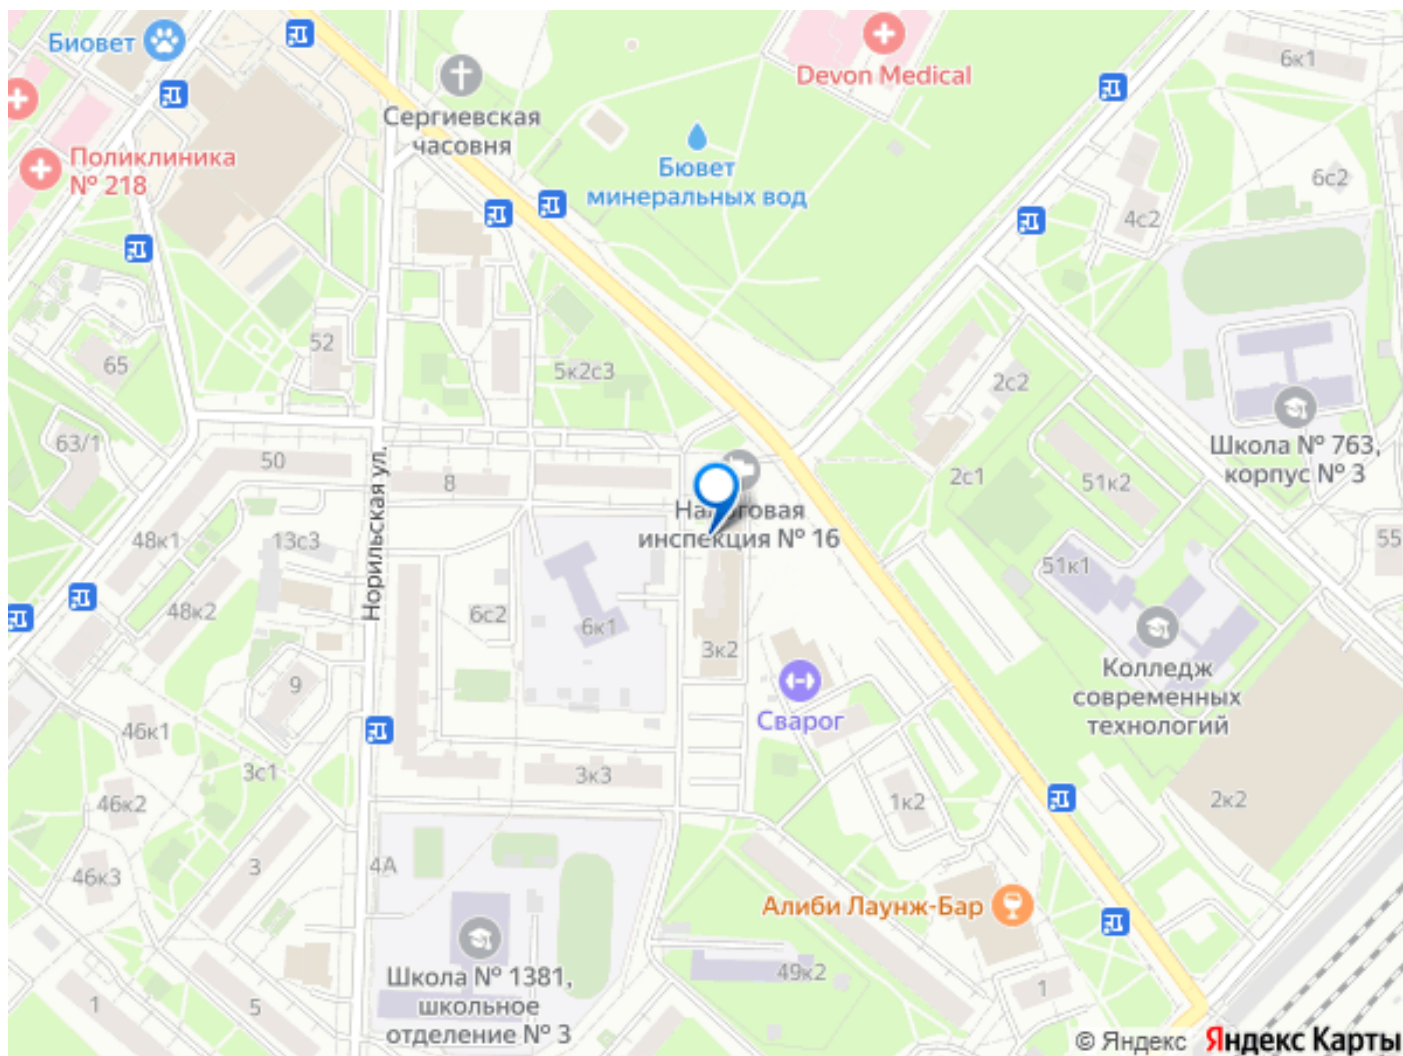 Биовет
Devon Medical
6к1
Сергиевская
часовня
Поликлиника
№ 218
Бювет
минеральных вод
6с2
4с2
52
65
5к2с3
2с2
63/1
50
8
Норильская ул.
Школа № 763,
корпус № 3
2с1
51к2
Налоговая
инспекция № 16
48к1
13с3
55
51к1
48к2
6с2
6к1
3к2
Колледж
современных
технологий
9
Сварог
46к1
3с1
3к3
46к2
1к2
2к2
3
4А
46к3
Алиби Лаунж-Бар
Школа № 1381,
школьное
отделение № 3
49к2
1
5
1
© Яндекс Яндекс Карты